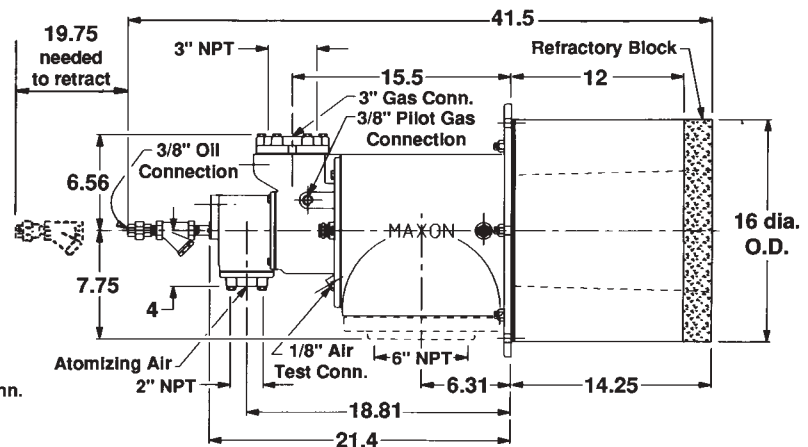 41.5
19.75
needed
to retract
3" NPT
Refractory Block
15.5
12
3" Gas Conn.
3/8" Pilot Gas
Connection
3/8" Oil
Connection
6.56
MAXON
16 dia.
O.D.
7.75
4
Atomizing Air
1/8" Air
Test Conn.
6" NPT
2" NPT
6.31
14.25
nn.
18.81
21.4